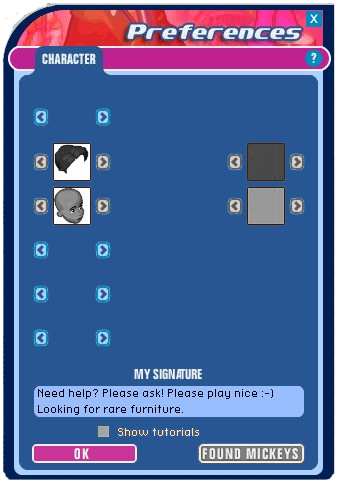 Preferences
X
CHARACTER
?
MY SIGNATURE
Need help? Please ask! Please play nice :-)
Looking for rare furniture.
Show tutorials
OK
FOUND MICKEYS